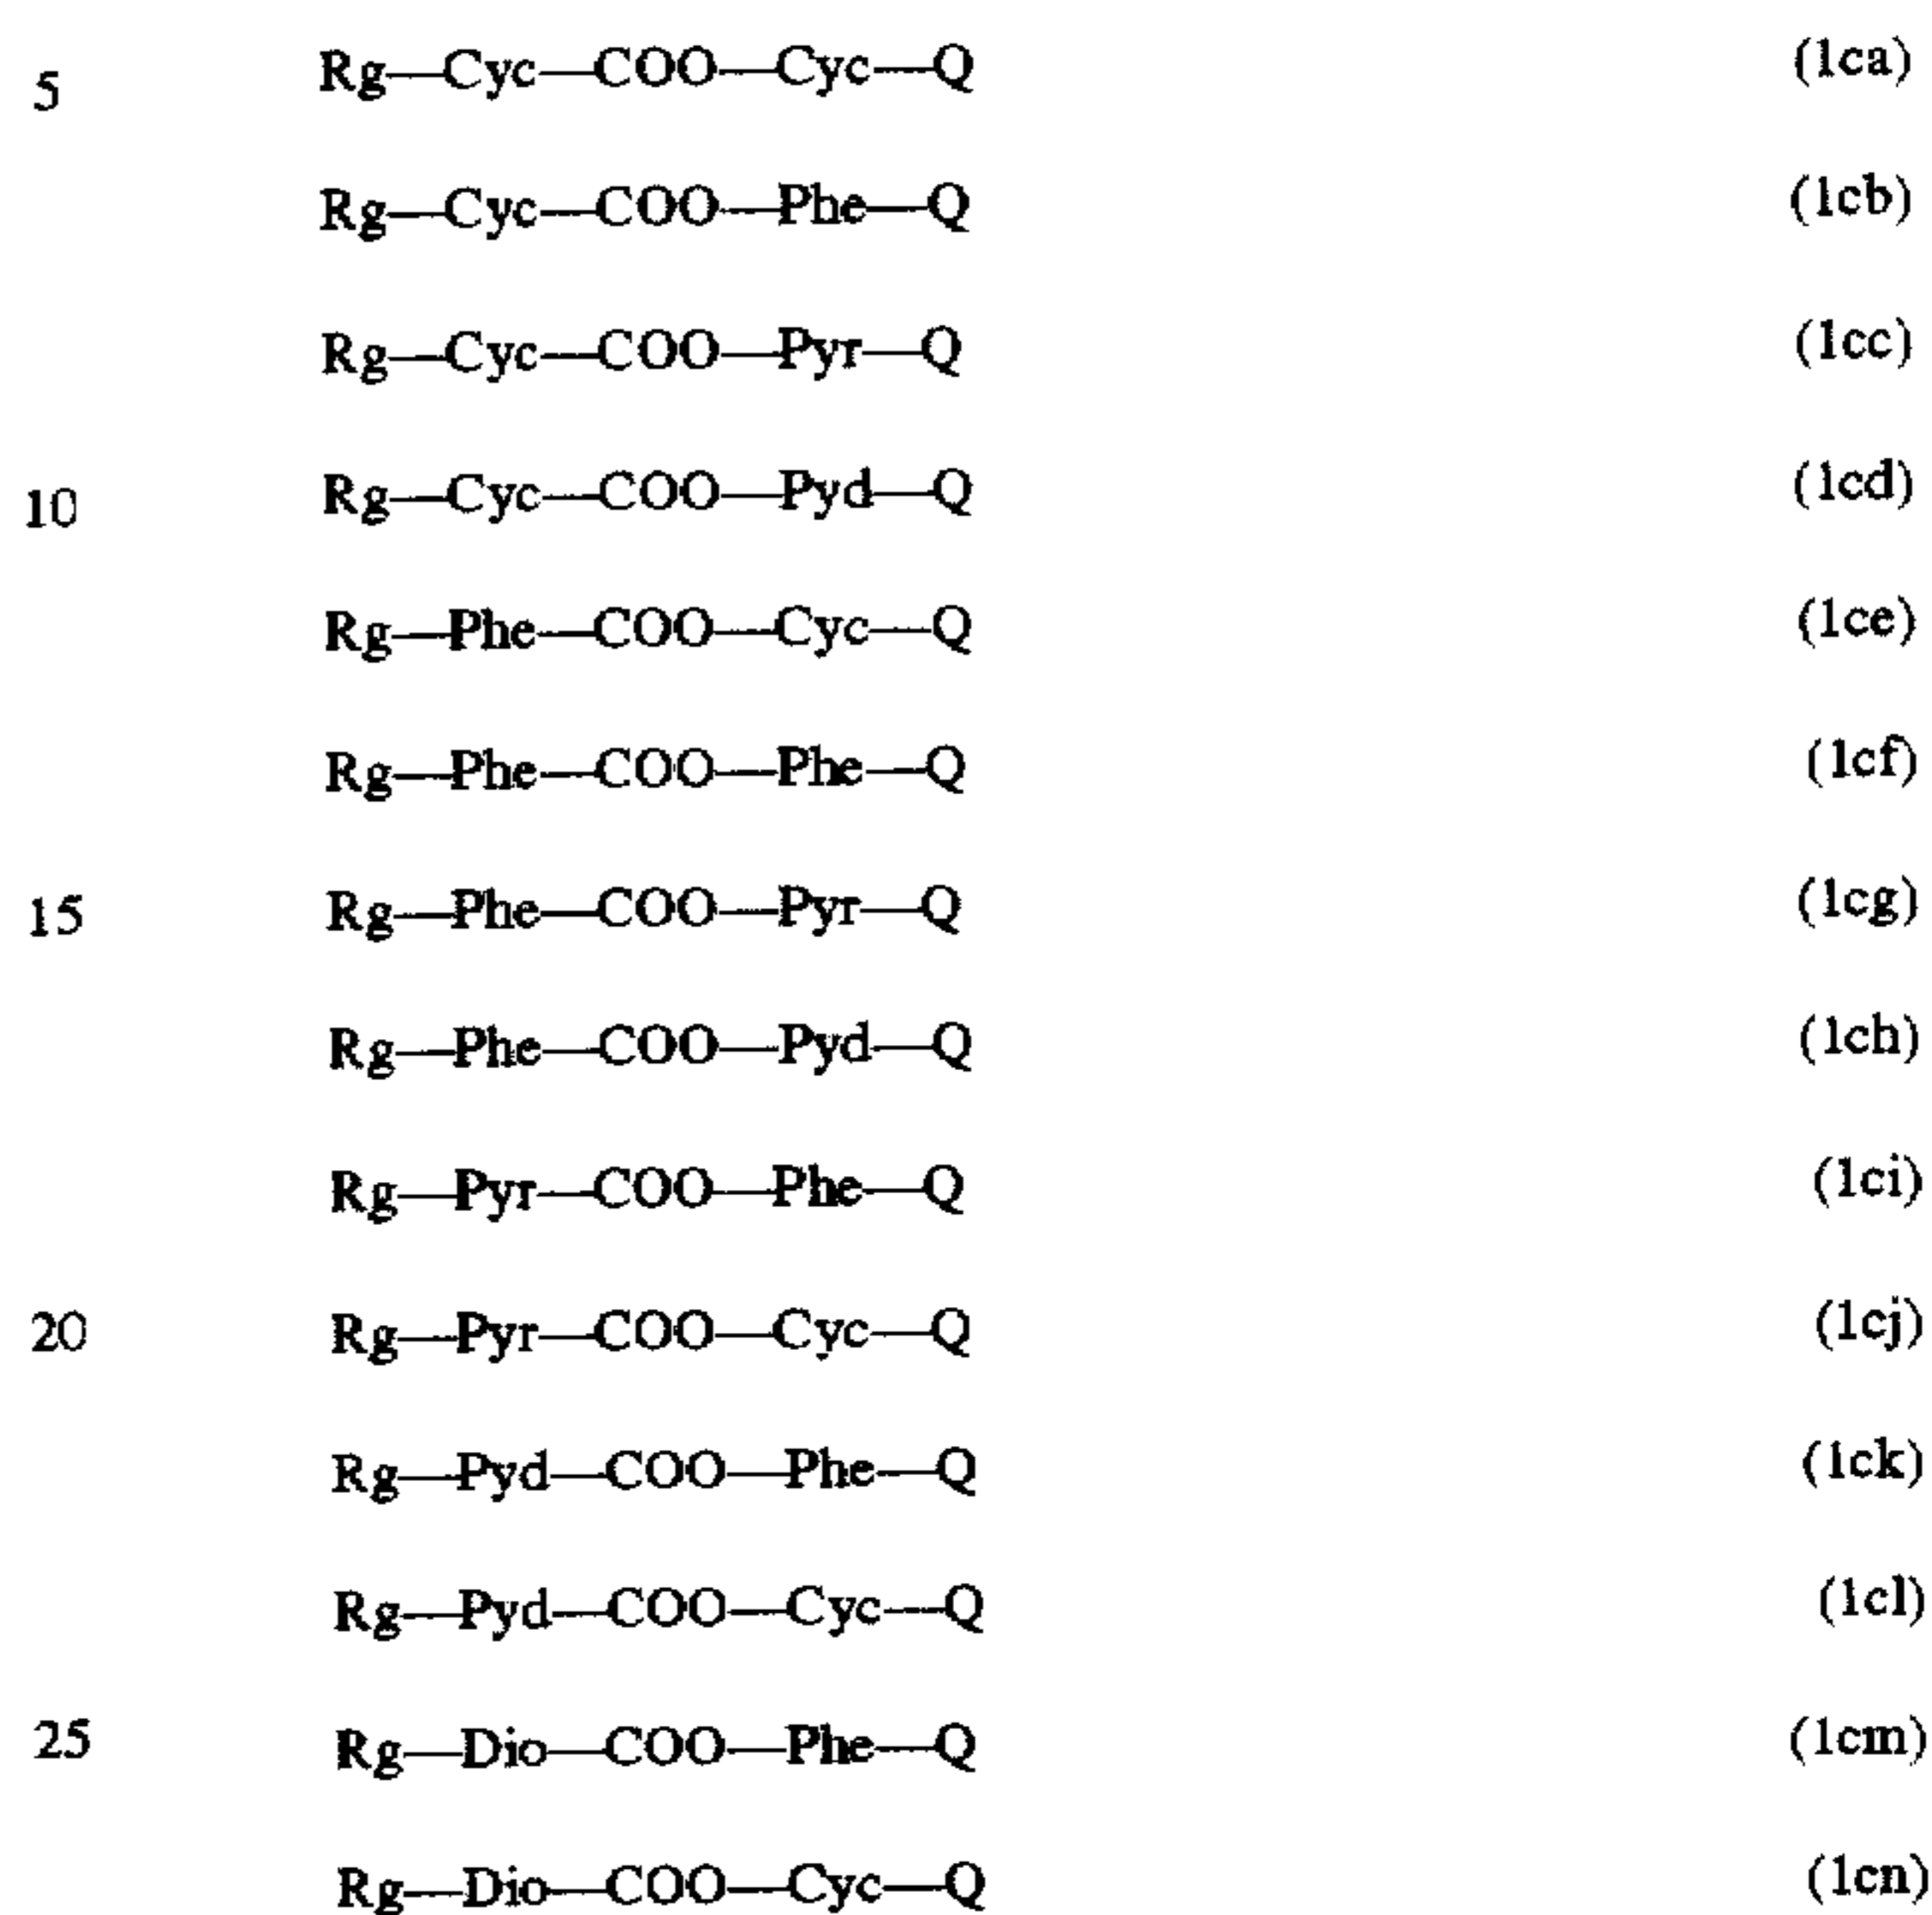 5 Rg—Cyc—COO—Cyc—Q (1ca)
Rg—Cyc—COO—Phe—Q (1cb)
Rg—Cyc—COO—Pyr—Q (1cc)
10 Rg—Cyc—COO—Pyd—Q (1cd)
Rg—Phe—COO—Cyc—Q (1ce)
Rg—Phe—COO—Phe—Q (1cf)
15 Rg—Phe—COO—Pyr—Q (1cg)
Rg—Phe—COO—Pyd—Q (1ch)
Rg—Pyr—COO—Phe—Q (1ci)
20 Rg—Pyr—COO—Cyc—Q (1cj)
Rg—Pyd—COO—Phe—Q (1ck)
Rg—Pyd—COO—Cyc—Q (1cl)
25 Rg—Dio—COO—Phe—Q (1cm)
Rg—Dio—COO—Cyc—Q (1cn)